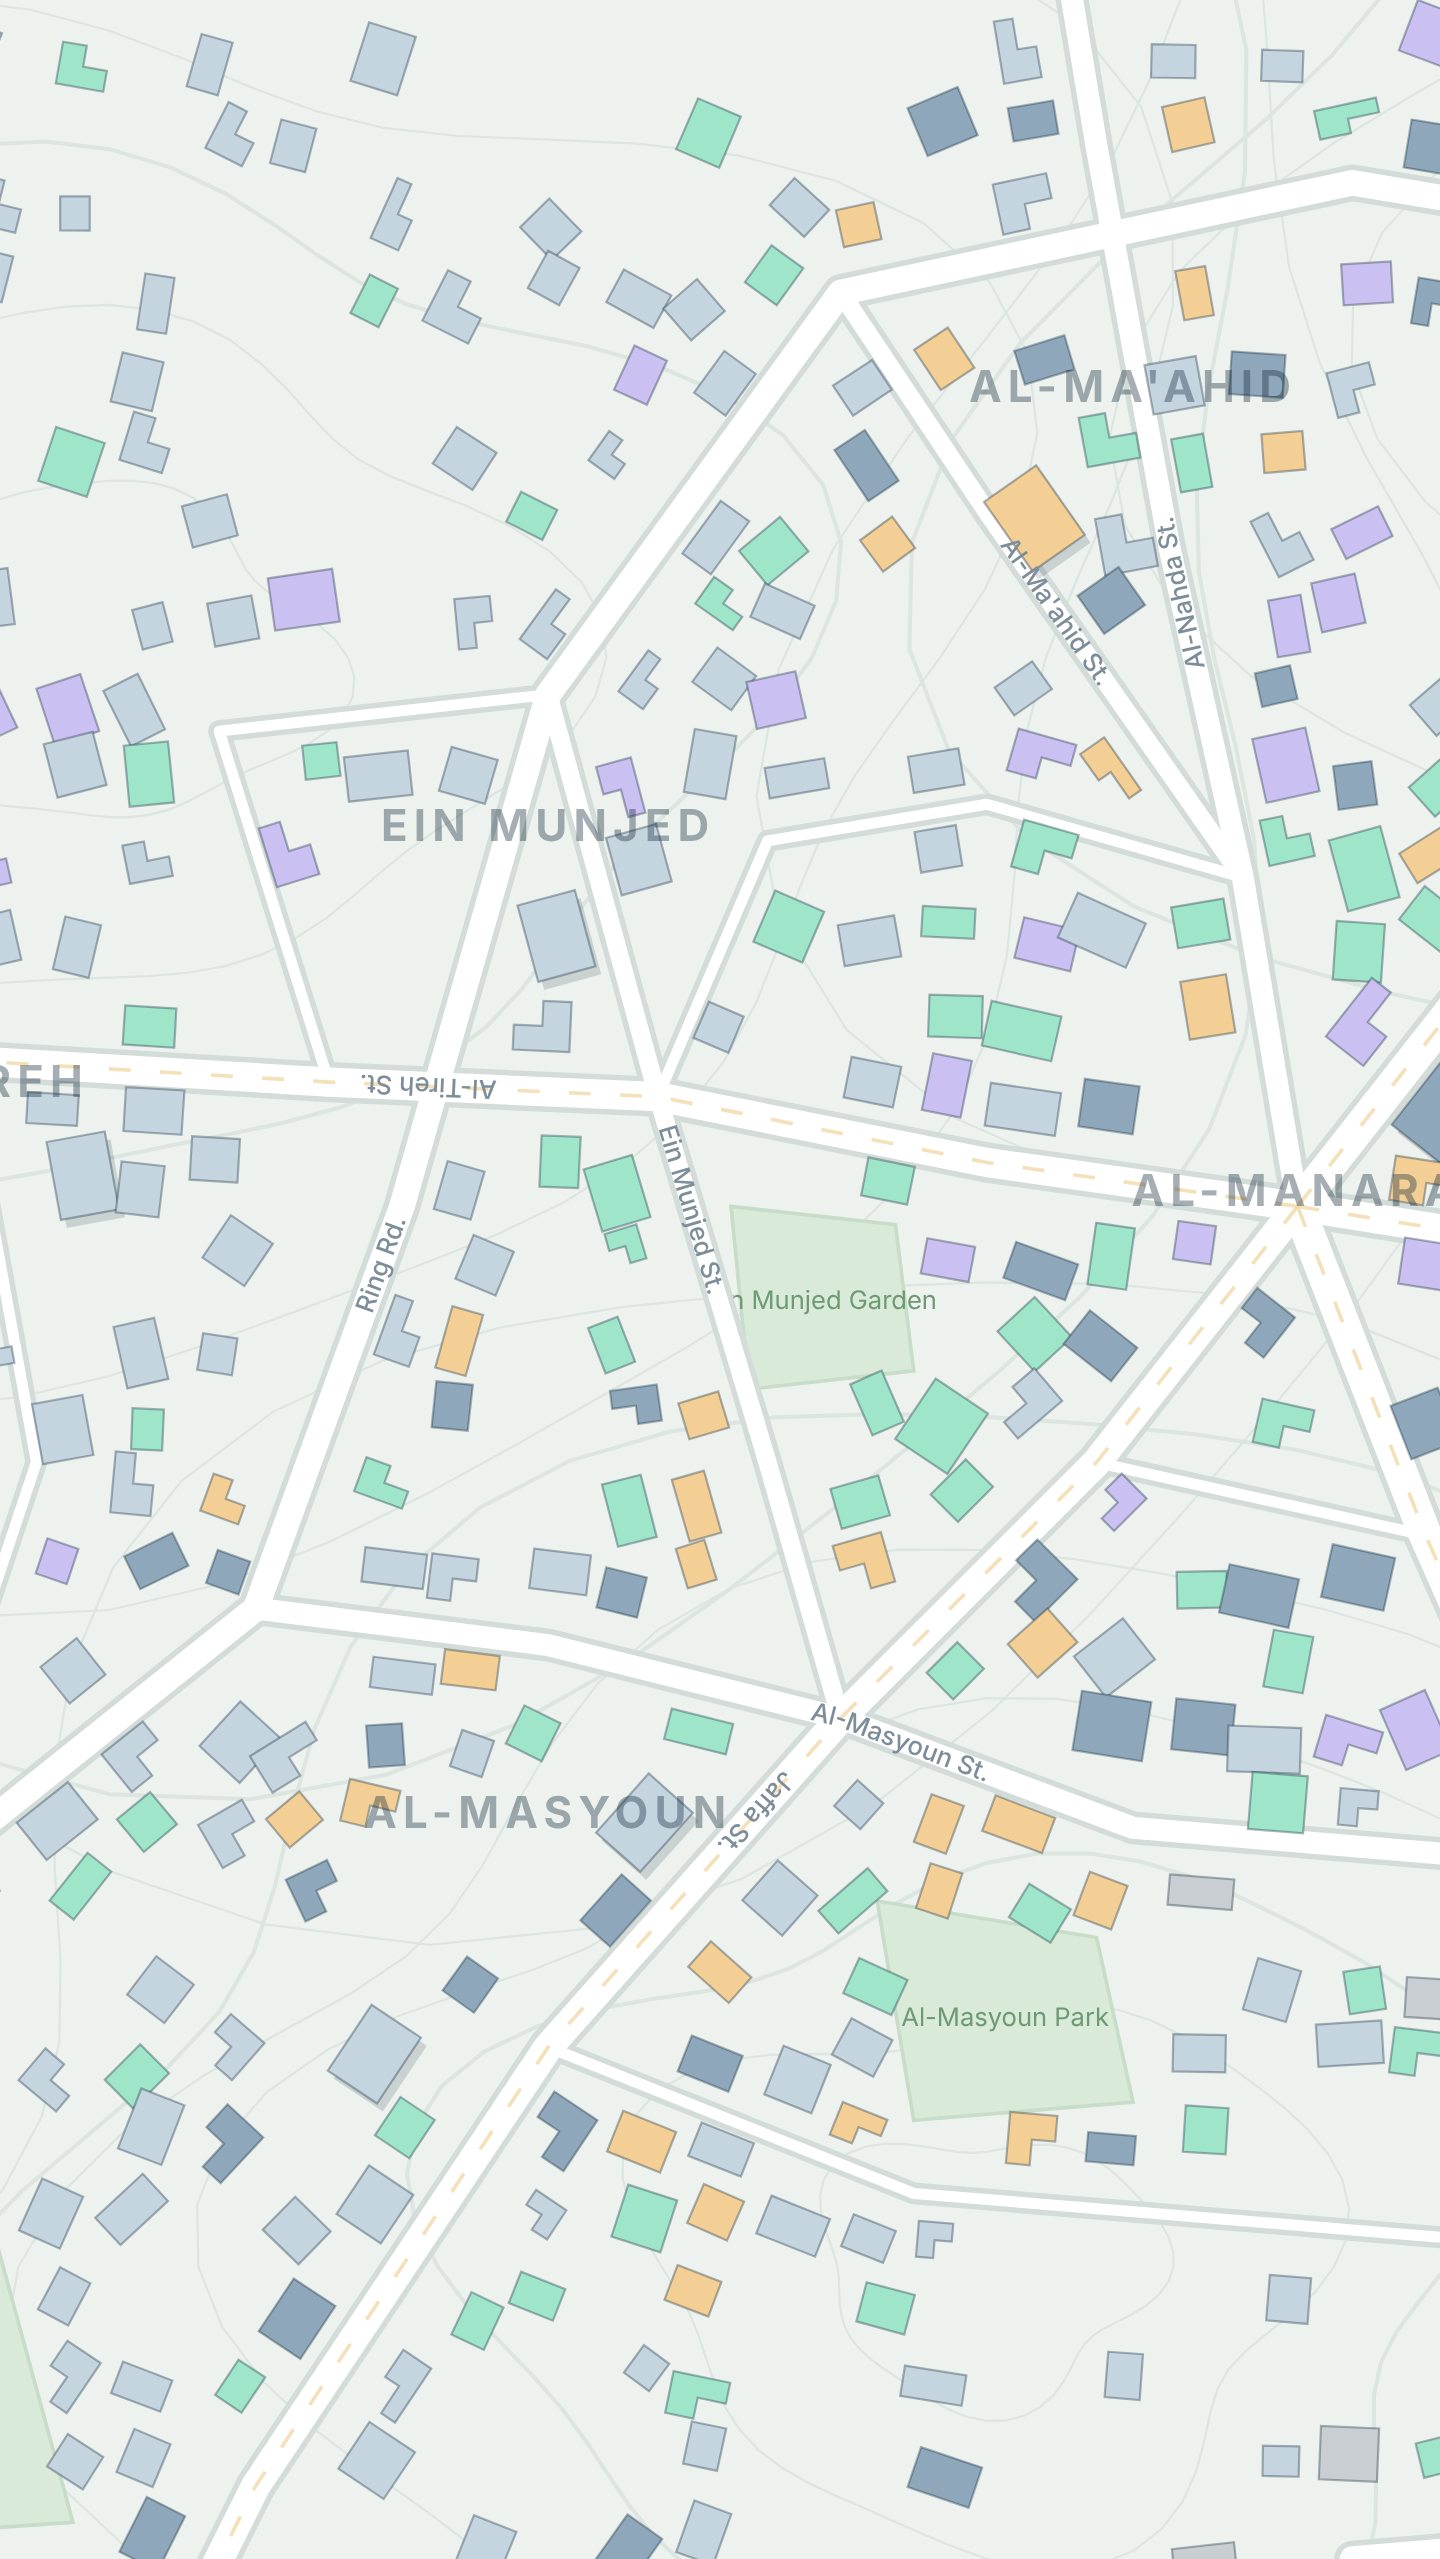 AL-MA'AHID
Al-Nahda St.
Al-Ma'ahid St.
EIN MUNJED
REH
Al-Tireh St.
AL-MANARA
Ein Munjed St.
Ring Rd.
n Munjed Garden
Al-Masyoun St.
AL-MASYOUN
Jaffa St.
Al-Masyoun Park